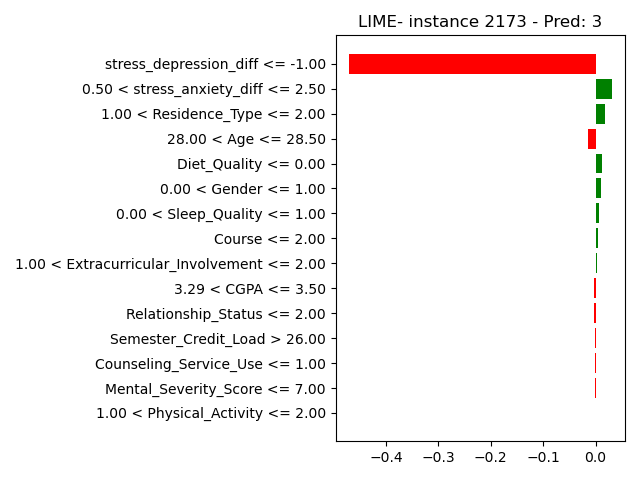 LIME- instance 2173 - Pred: 3
stress_depression_diff <= -1.00
0.50 < stress_anxiety_diff <= 2.50
1.00 < Residence_Type <= 2.00
28.00 < Age <= 28.50
Diet_Quality <= 0.00
0.00 < Gender <= 1.00
0.00 < Sleep_Quality <= 1.00
Course <= 2.00
1.00 < Extracurricular_Involvement <= 2.00
3.29 < CGPA <= 3.50
Relationship_Status <= 2.00
Semester_Credit_Load > 26.00
Counseling_Service_Use <= 1.00
Mental_Severity_Score <= 7.00
1.00 < Physical_Activity <= 2.00
−0.4 −0.3 −0.2 −0.1 0.0